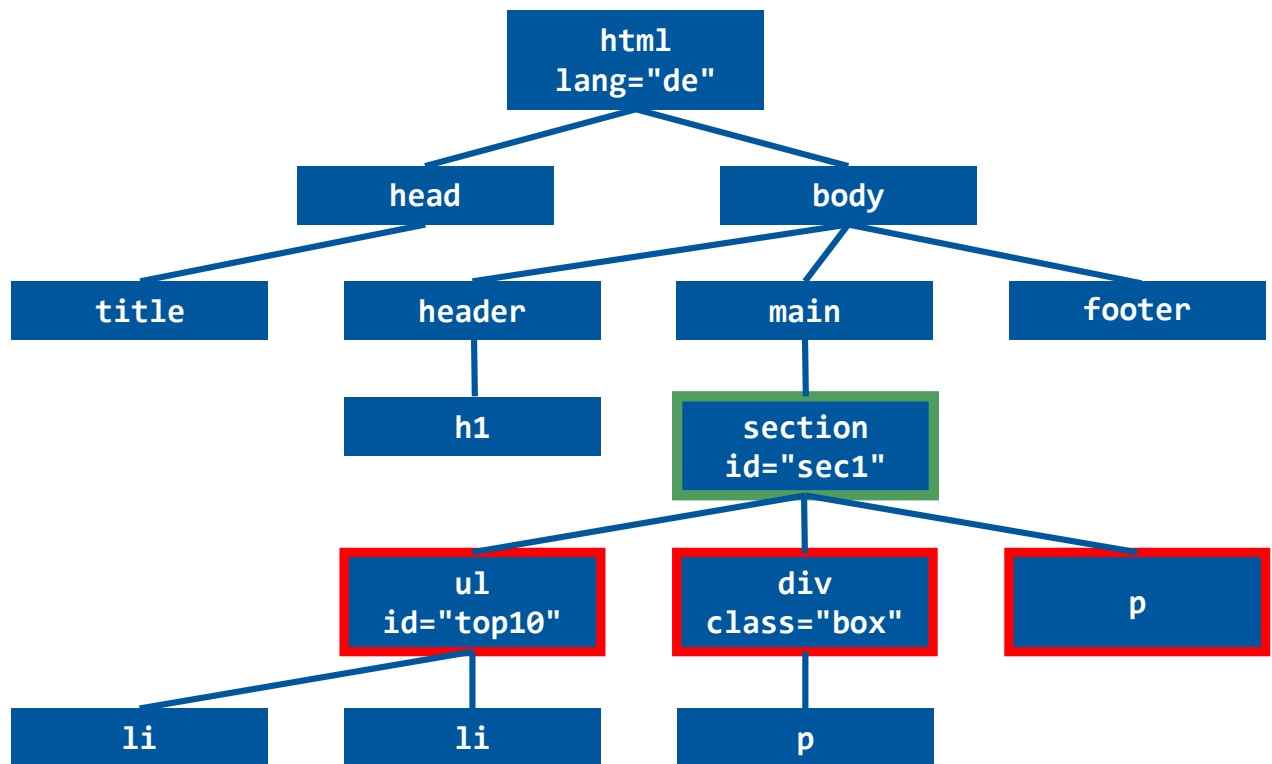 html
lang="de"
head
body
title
header
main
footer
h1
section
id="sec1"
ul
id="top10"
div
class="box"
p
li
li
p